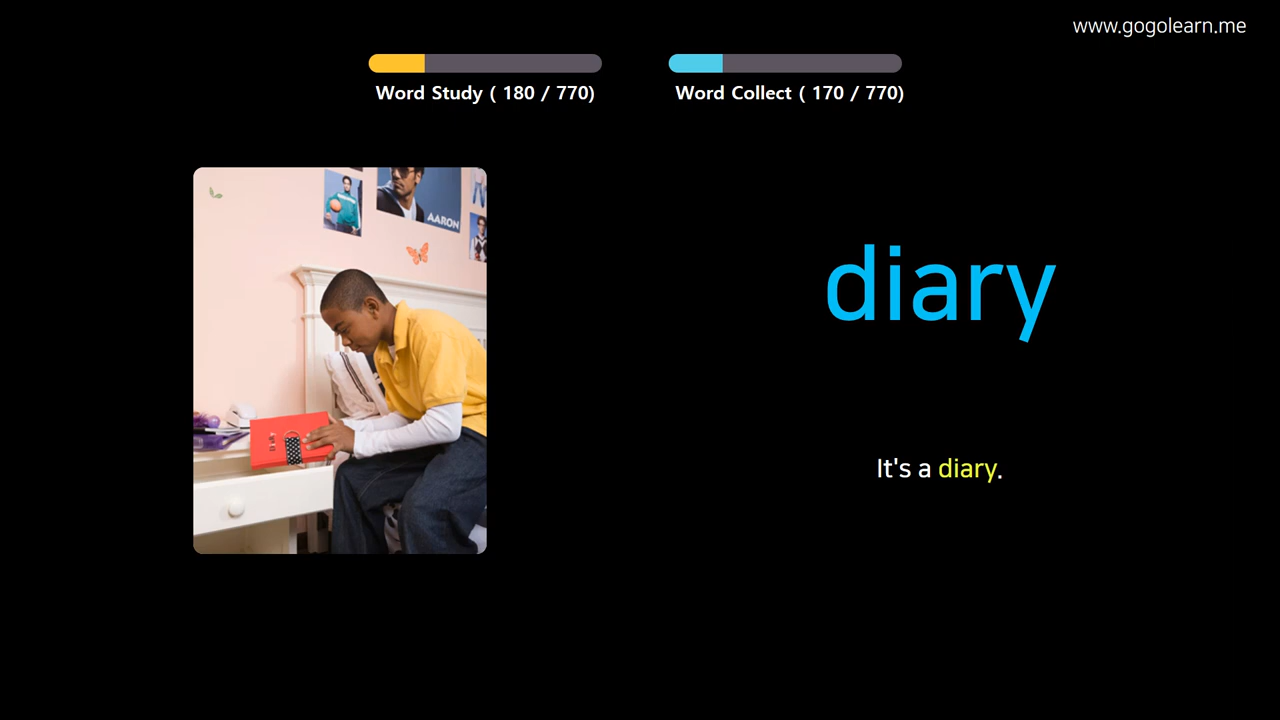 www.gogolearn.me
Word Study ( 180 / 770)
Word Collect ( 170 / 770)
AARON
diary
It's a diary.